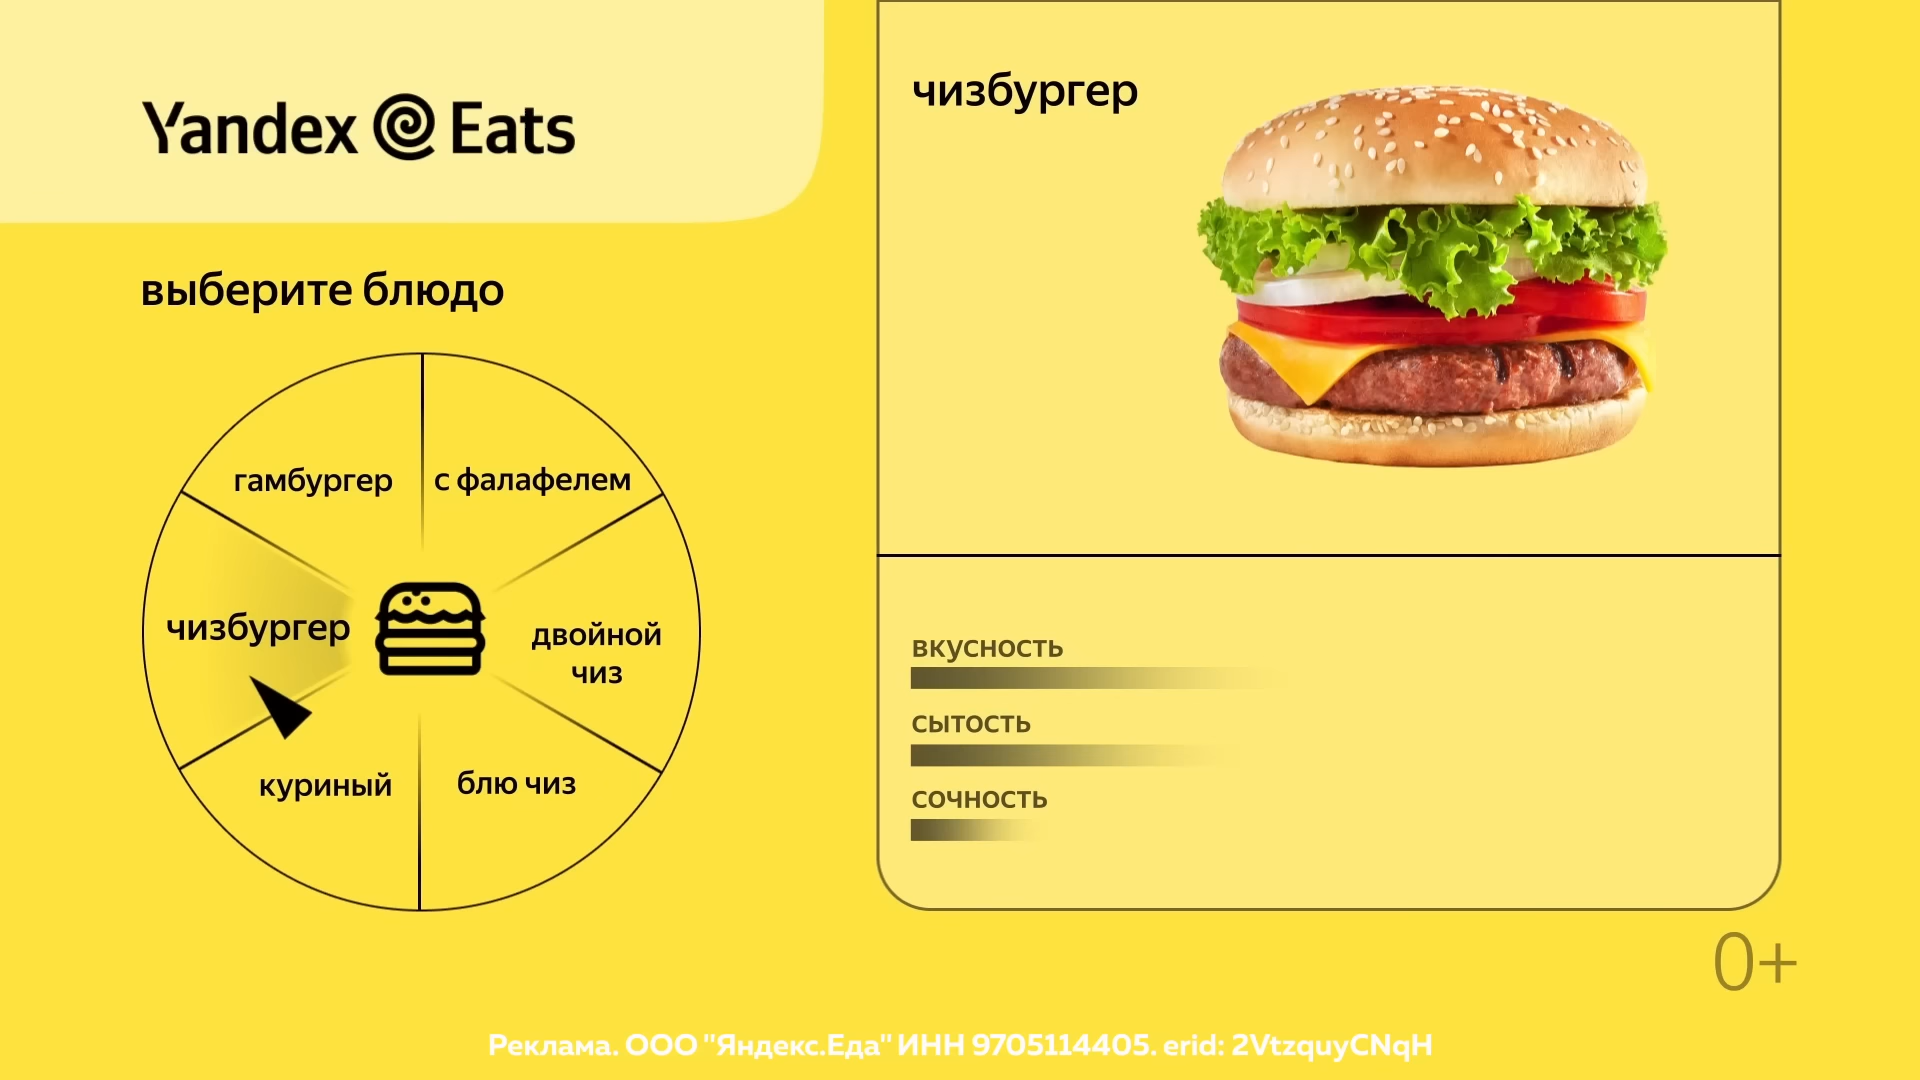 Yandex Eats
выберите блюдо
гамбургер
с фалафелем
чизбургер
двойной
чиз
куриный
блю чиз
чизбургер
вкусность
сытость
сочность
0+
Реклама. ООО "Яндекс.Еда" ИНН 9705114405. erid: 2VtzquyCNqH